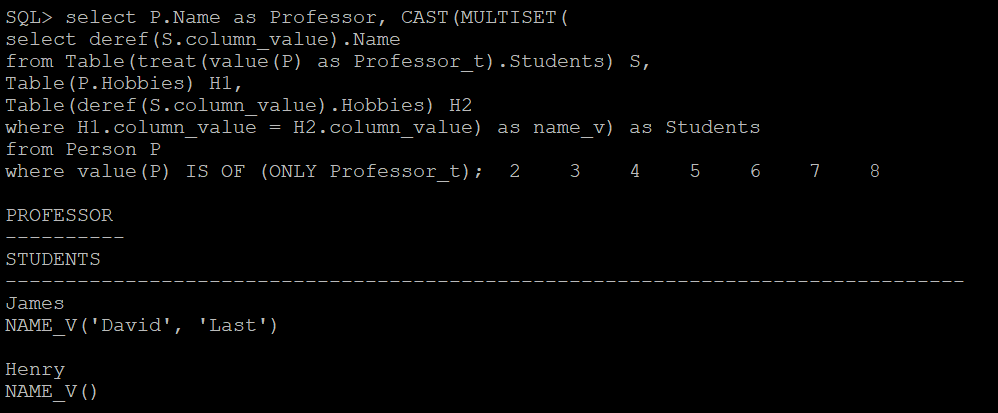 SQL> select P.Name as Professor, CAST(MULTISET(
select deref(S.column_value).Name
from Table(treat(value(P) as Professor_t).Students) S,
Table(P.Hobbies) H1,
Table(deref(S.column_value).Hobbies) H2
where H1.column_value = H2.column_value) as name_v) as Students
from Person P
where value(P) IS OF (ONLY Professor_t);  2    3    4    5    6    7    8

PROFESSOR
----------
STUDENTS
--------------------------------------------------------------------------------
James
NAME_V('David', 'Last')

Henry
NAME_V()